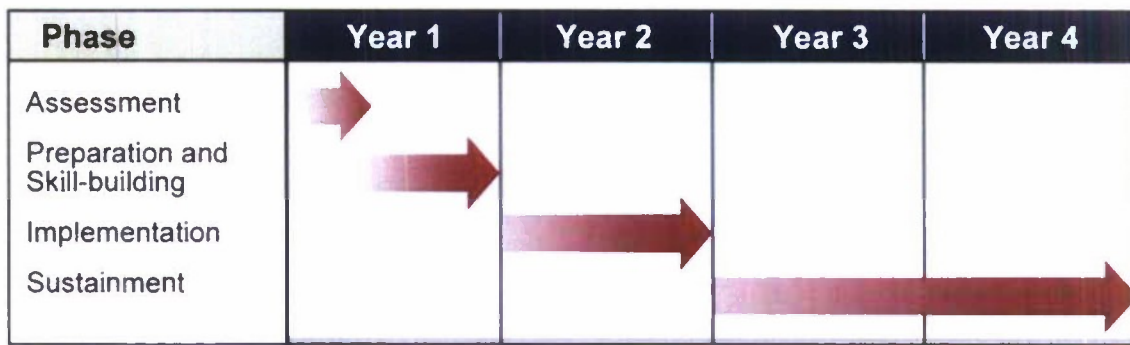 Phase Year 1 Year 2 Year 3 Year 4
Assessment
Preparation and
Skill-building
Implementation
Sustainment